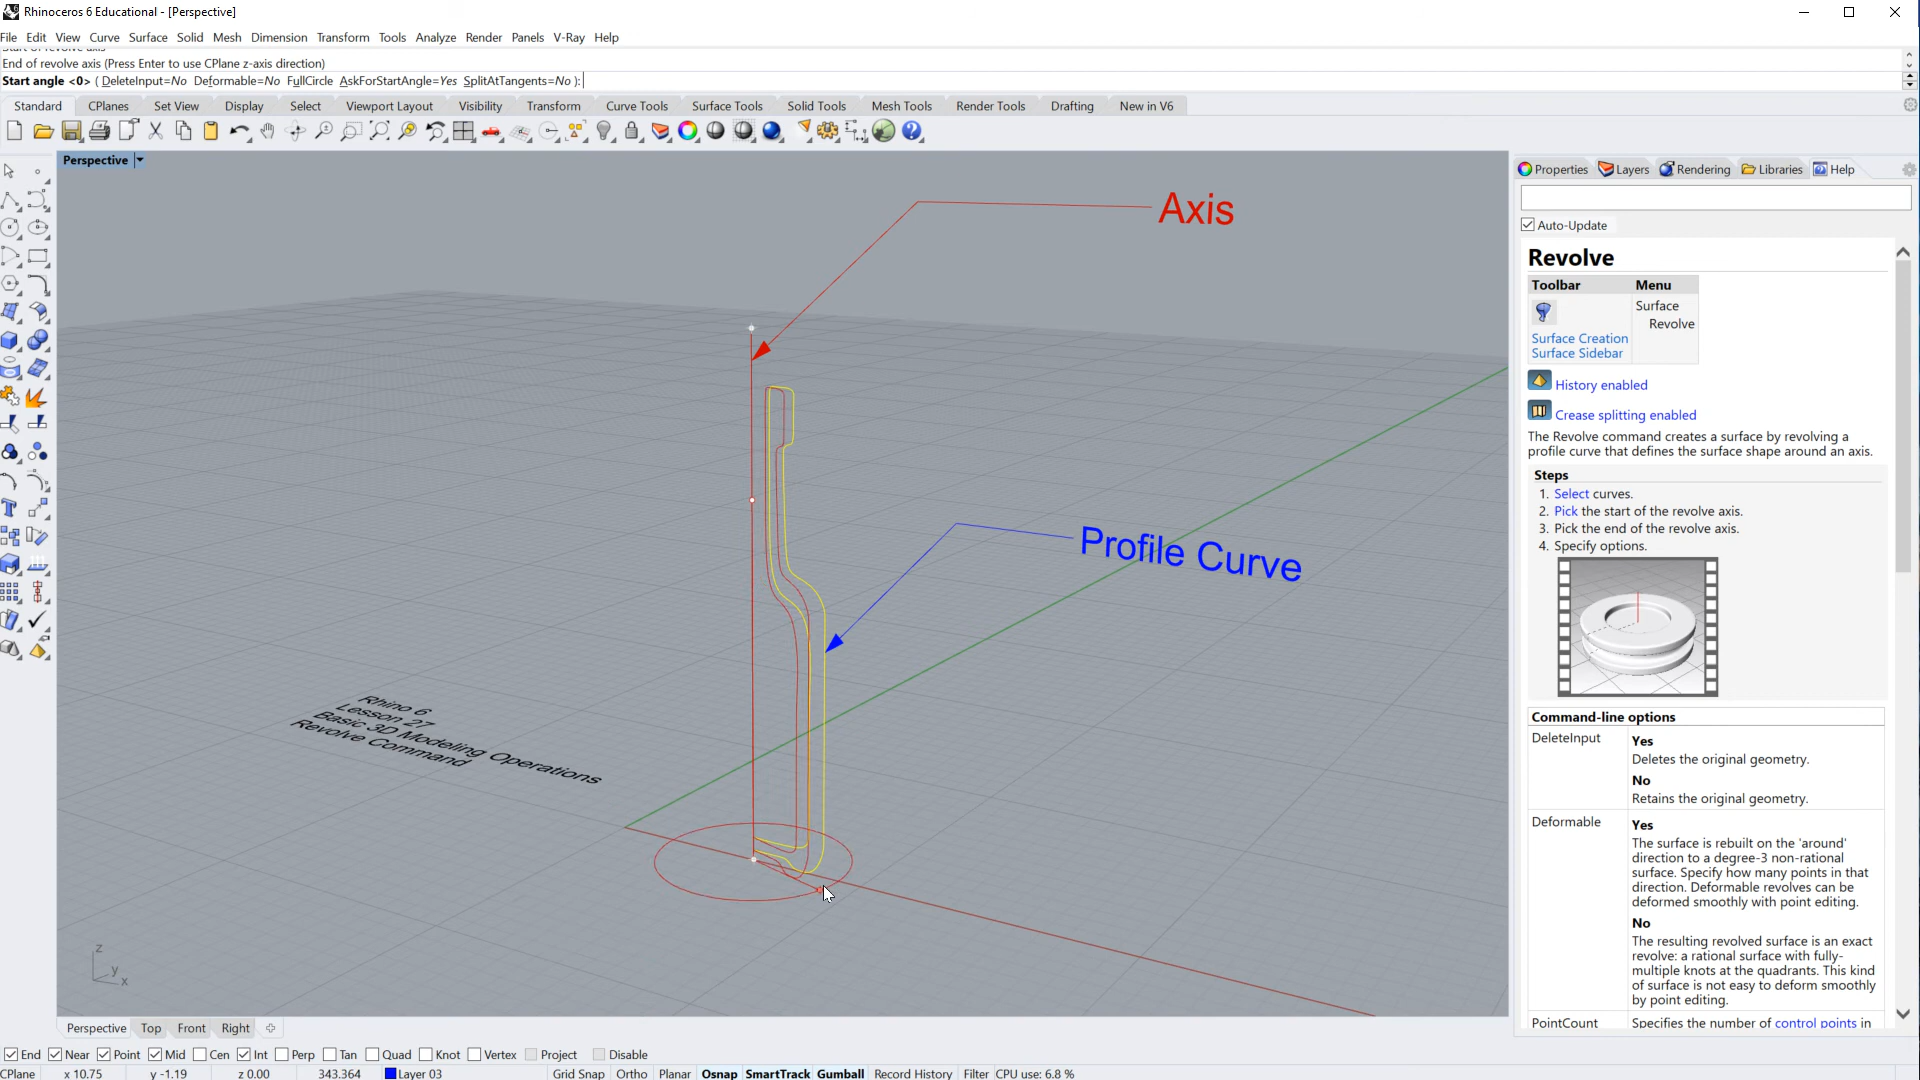 Rhinoceros 6 Educational - [Perspective]
File Edit View Curve Surface Solid Mesh Dimension Transform Tools Analyze Render Panels V-Ray Help
Start of revolve axis
End of revolve axis (Press Enter to use CPlane z-axis direction)
Start angle <0> ( DeleteInput=No Deformable=No FullCircle AskForStartAngle=Yes SplitAtTangents=No ):
Standard CPlanes Set View Display Select Viewport Layout Visibility Transform Curve Tools Surface Tools Solid Tools Mesh Tools Render Tools Drafting New in V6
Perspective
Axis
Profile Curve
Rhino 6
Lesson 27
Basic 3D Modeling Operations
Revolve Command
z
y
x
Properties Layers Rendering Libraries Help
Auto-Update
Revolve
Toolbar Menu
Surface
Revolve
Surface Creation
Surface Sidebar
History enabled
Crease splitting enabled
The Revolve command creates a surface by revolving a
profile curve that defines the surface shape around an axis.
Steps
1. Select curves.
2. Pick the start of the revolve axis.
3. Pick the end of the revolve axis.
4. Specify options.
Command-line options
DeleteInput Yes
Deletes the original geometry.
No
Retains the original geometry.
Deformable Yes
The surface is rebuilt on the 'around'
direction to a degree-3 non-rational
surface. Specify how many points in that
direction. Deformable revolves can be
deformed smoothly with point editing.
No
The resulting revolved surface is an exact
revolve: a rational surface with fully-
multiple knots at the quadrants. This kind
of surface is not easy to deform smoothly
by point editing.
PointCount Specifies the number of control points in
Perspective Top Front Right
End Near Point Mid Cen Int Perp Tan Quad Knot Vertex Project Disable
CPlane x 10.75 y -1.19 z 0.00 343.364 Layer 03 Grid Snap Ortho Planar Osnap SmartTrack Gumball Record History Filter CPU use: 6.8 %